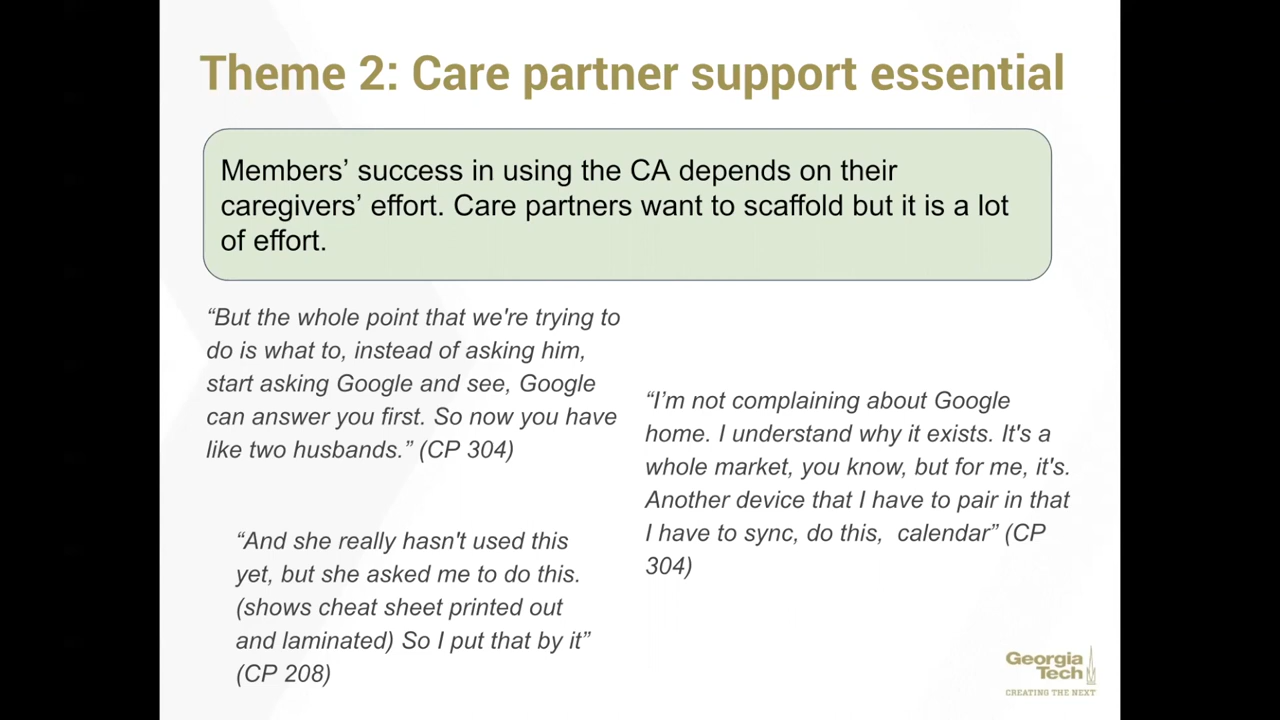 Theme 2: Care partner support essential
Members’ success in using the CA depends on their
caregivers’ effort. Care partners want to scaffold but it is a lot
of effort.
“But the whole point that we're trying to
do is what to, instead of asking him,
start asking Google and see, Google
can answer you first. So now you have
like two husbands.” (CP 304)
“I’m not complaining about Google
home. I understand why it exists. It's a
whole market, you know, but for me, it's.
Another device that I have to pair in that
I have to sync, do this,  calendar” (CP
304)
“And she really hasn't used this
yet, but she asked me to do this.
(shows cheat sheet printed out
and laminated) So I put that by it”
(CP 208)
Georgia
Tech
CREATING THE NEXT